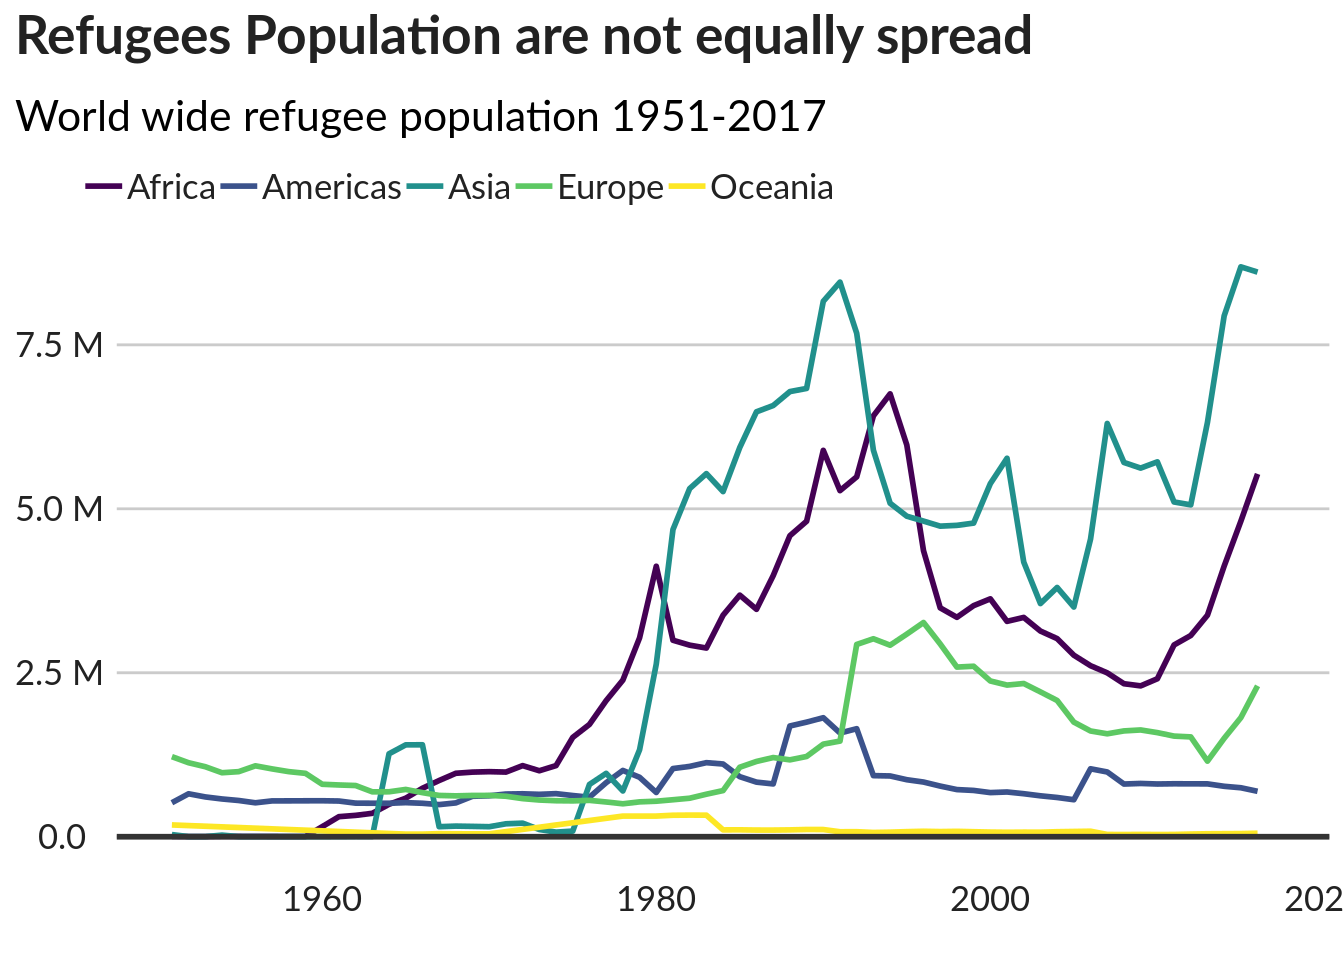 Refugees Population are not equally spread
World wide refugee population 1951-2017
Africa Americas Asia Europe Oceania
7.5 M
5.0 M
2.5 M
0.0
1960 1980 2000 202